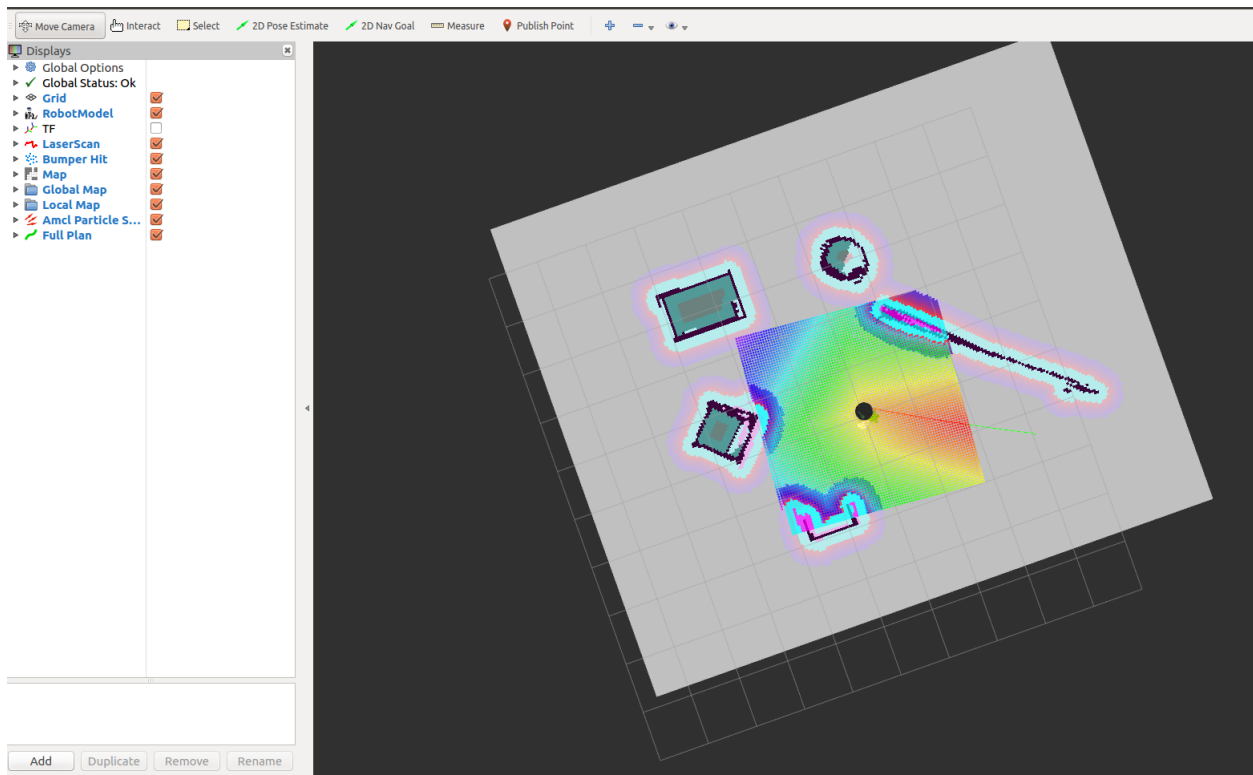 Move Camera Interact Select 2D Pose Estimate 2D Nav Goal Measure Publish Point
Displays
Global Options
Global Status: Ok
Grid
RobotModel
TF
LaserScan
Bumper Hit
Map
Global Map
Local Map
Amcl Particle S...
Full Plan
Add Duplicate Remove Rename